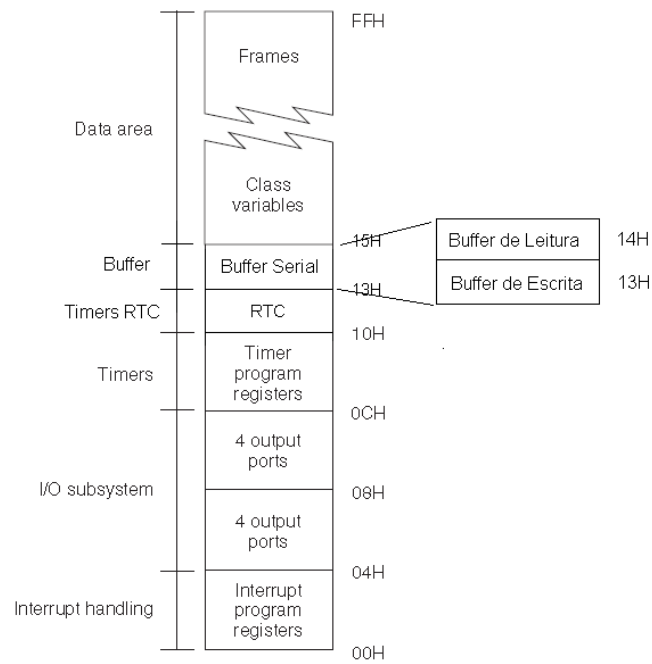 FFH
Frames
Data area
Class
variables
15H
Buffer de Leitura
14H
Buffer
Buffer Serial
Buffer de Escrita
13H
13H
Timers RTC
RTC
10H
Timers
Timer
program
registers
0CH
4 output
ports
I/O subsystem
08H
4 output
ports
04H
Interrupt handling
Interrupt
program
registers
00H